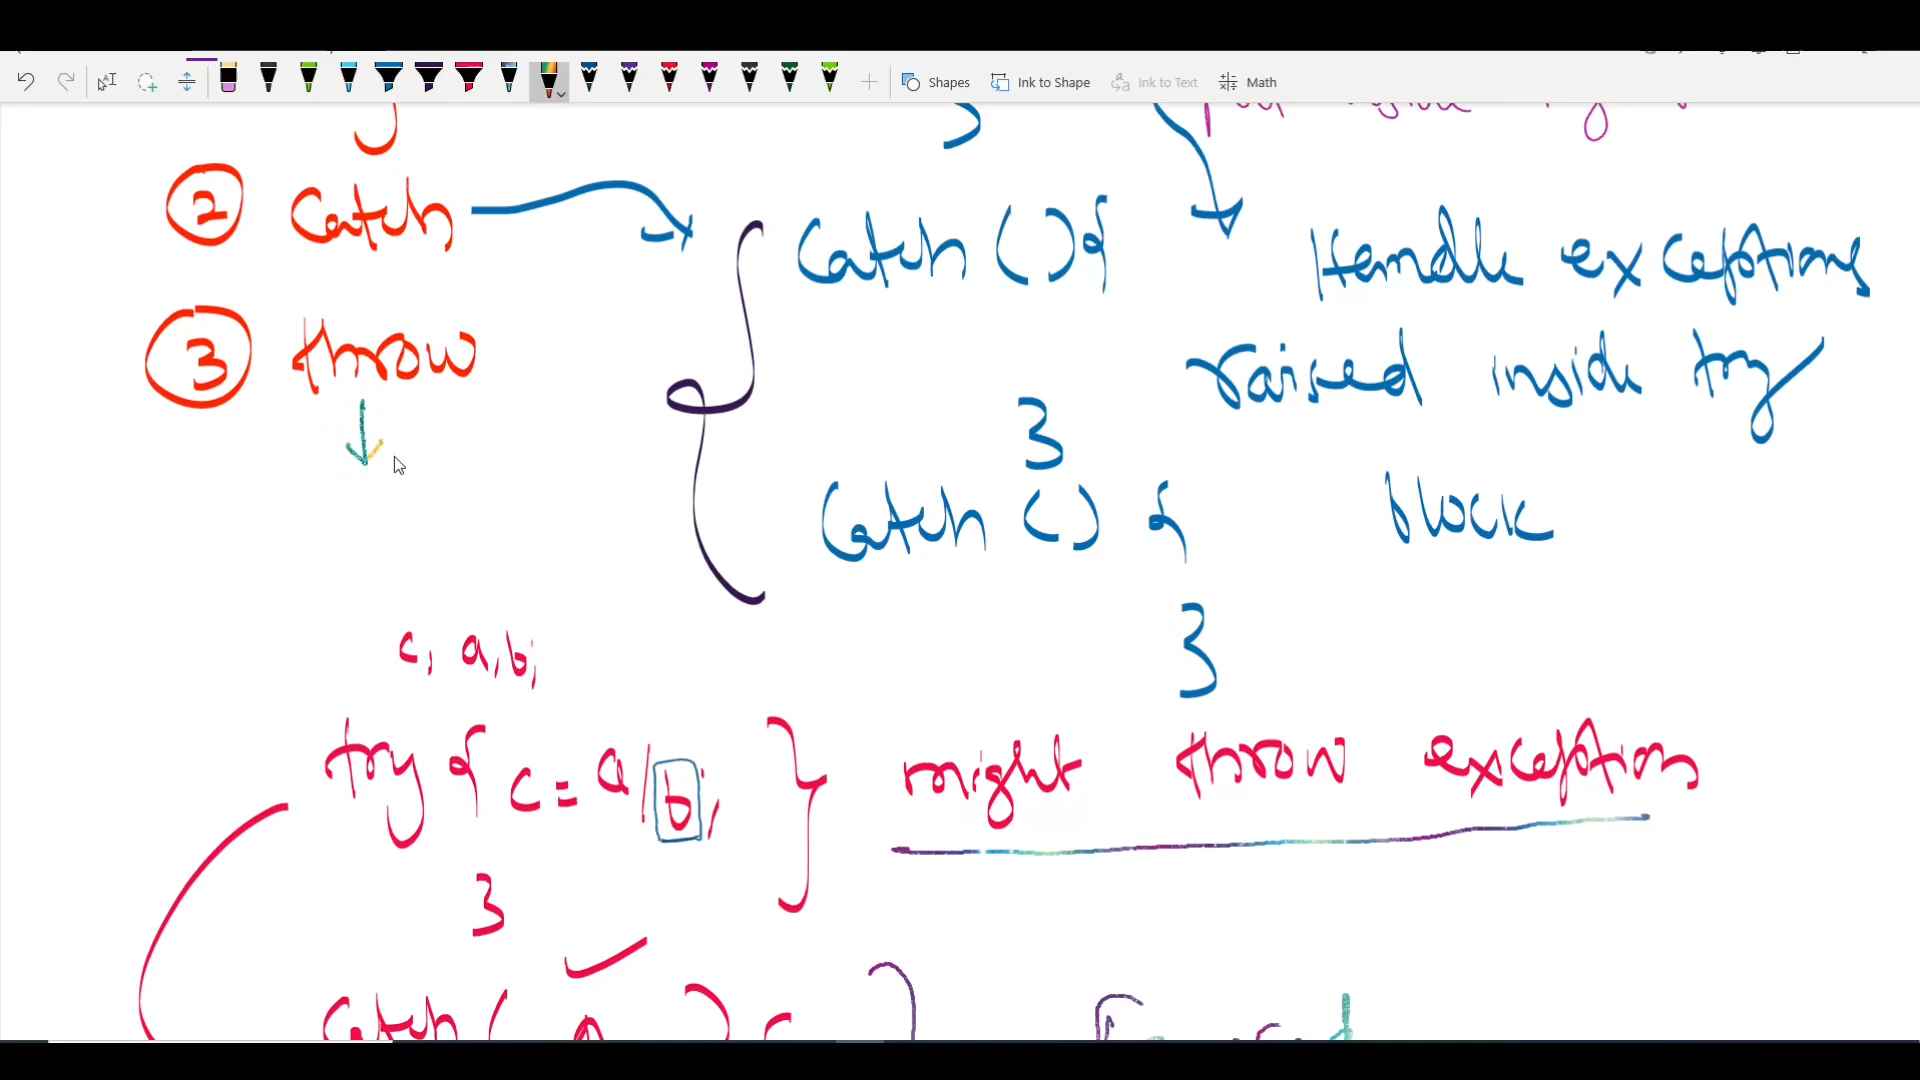 Shapes Ink to Shape Ink to Text Math
}
② Catch
Catch ( ) {
Handle exceptions
③ throw
raised inside try
}
Catch ( ) {
block
}
c, a, b;
try { c = a/b;
might throw exception
}
Catch ( a ) {